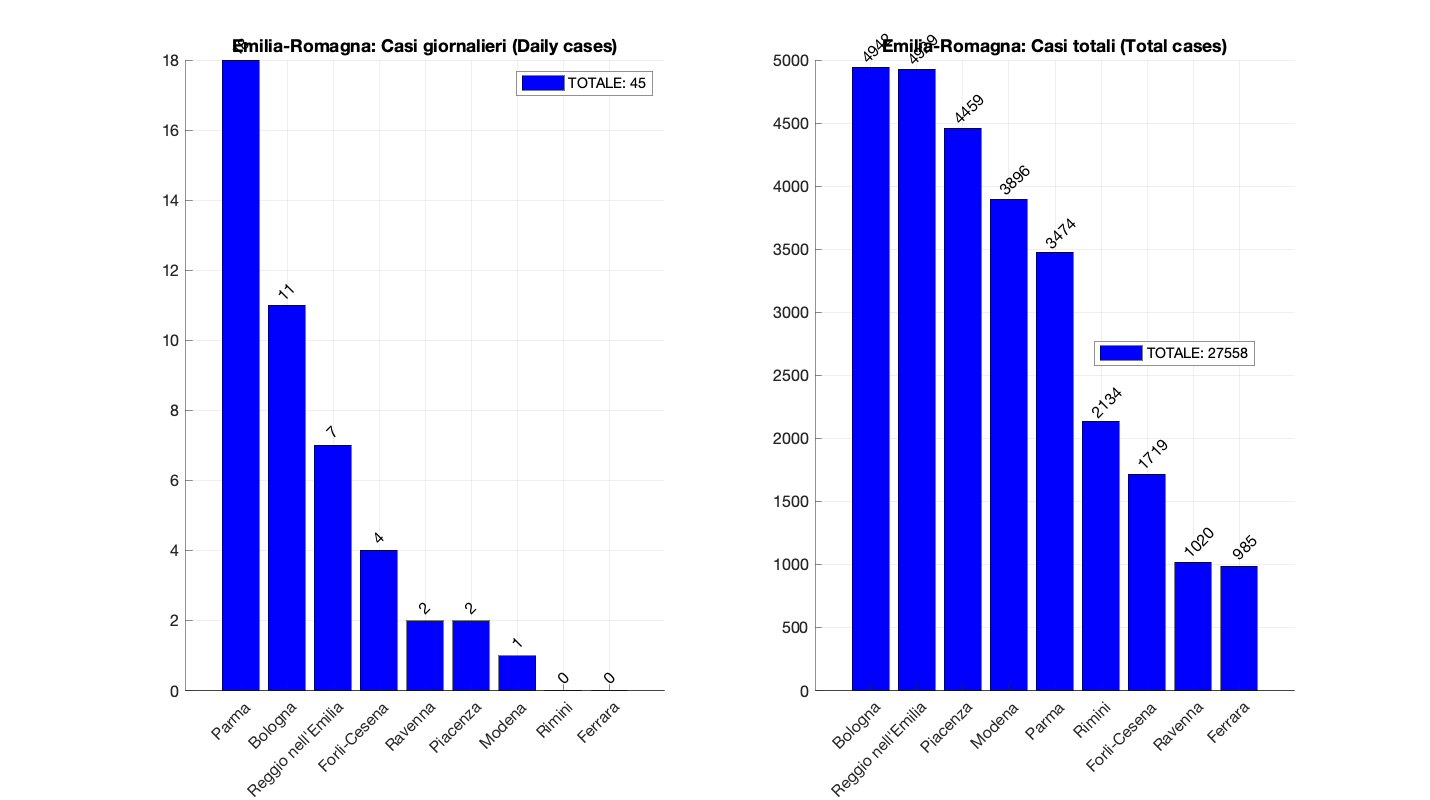 Emilia-Romagna: Casi giornalieri (Daily cases)
TOTALE: 45
18
16
14
12
10
8
6
4
2
0
18
11
7
4
2
2
1
0
0
Parma
Bologna
Reggio nell'Emilia
Forlì-Cesena
Ravenna
Piacenza
Modena
Rimini
Ferrara
Emilia-Romagna: Casi totali (Total cases)
TOTALE: 27558
5000
4500
4000
3500
3000
2500
2000
1500
1000
500
0
4942
4929
4459
3896
3474
2134
1719
1020
985
Bologna
Reggio nell'Emilia
Piacenza
Modena
Parma
Rimini
Forlì-Cesena
Ravenna
Ferrara